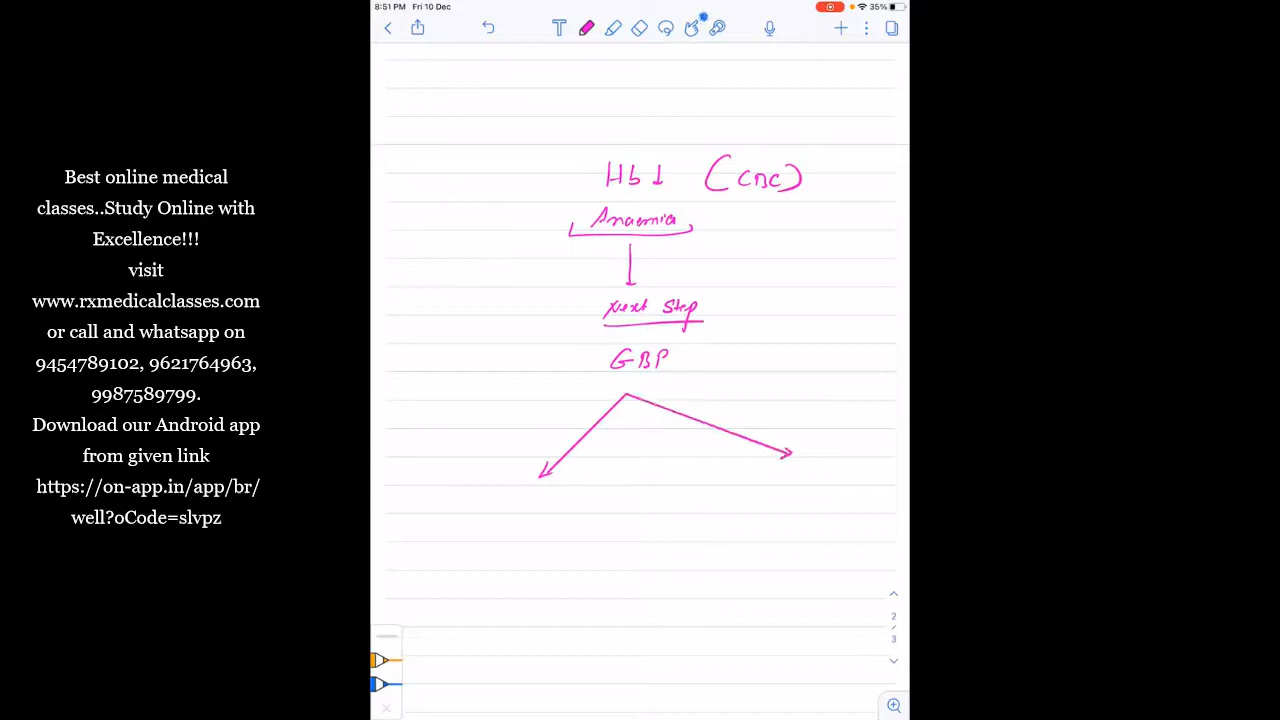 8:51 PM Fri 10 Dec
35%
Best online medical
classes..Study Online with
Excellence!!!
visit
www.rxmedicalclasses.com
or call and whatsapp on
9454789102, 9621764963,
9987589799.
Download our Android app
from given link
https://on-app.in/app/br/
well?oCode=slvpz
Hb↓ (CBC)
Anaemia
Next Step
GBP
2
/
3